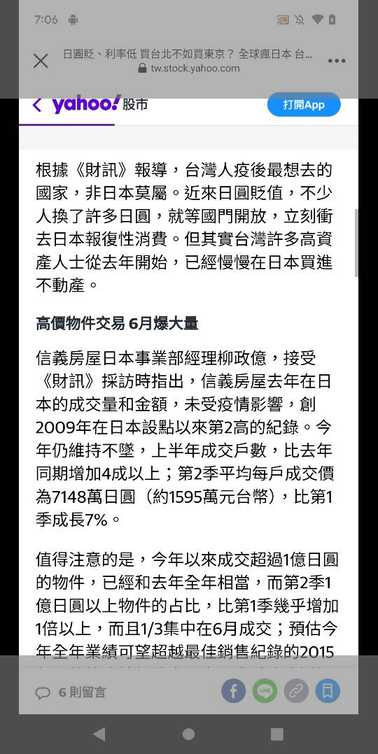 7:06
日圓貶、利率低 買台北不如買東京？ 全球瘋日本 台...
tw.stock.yahoo.com
yahoo! 股市
打開App
根據《財訊》報導，台灣人疫後最想去的
國家，非日本莫屬。近來日圓貶值，不少
人換了許多日圓，就等國門開放，立刻衝
去日本報復性消費。但其實台灣許多高資
產人士從去年開始，已經慢慢在日本買進
不動產。
高價物件交易 6月爆大量
信義房屋日本事業部經理柳政億，接受
《財訊》採訪時指出，信義房屋去年在日
本的成交量和金額，未受疫情影響，創
2009年在日本設點以來第2高的紀錄。今
年仍維持不墜，上半年成交戶數，比去年
同期增加4成以上；第2季平均每戶成交價
為7148萬日圓（約1595萬元台幣），比第1
季成長7%。
值得注意的是，今年以來成交超過1億日圓
的物件，已經和去年全年相當，而第2季1
億日圓以上物件的占比，比第1季幾乎增加
1倍以上，而且1/3集中在6月成交；預估今
年全年業績可望超越最佳銷售紀錄的2015
6 則留言
LINE